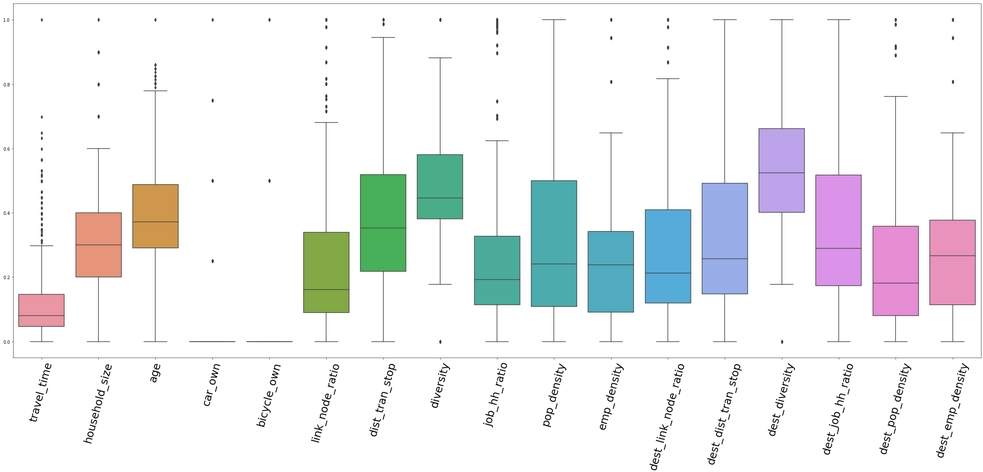 1.0
0.8
0.6
0.4
0.2
0.0
travel_time
household_size
age
car_own
bicycle_own
link_node_ratio
dist_tran_stop
diversity
job_hh_ratio
pop_density
emp_density
dest_link_node_ratio
dest_dist_tran_stop
dest_diversity
dest_job_hh_ratio
dest_pop_density
dest_emp_density